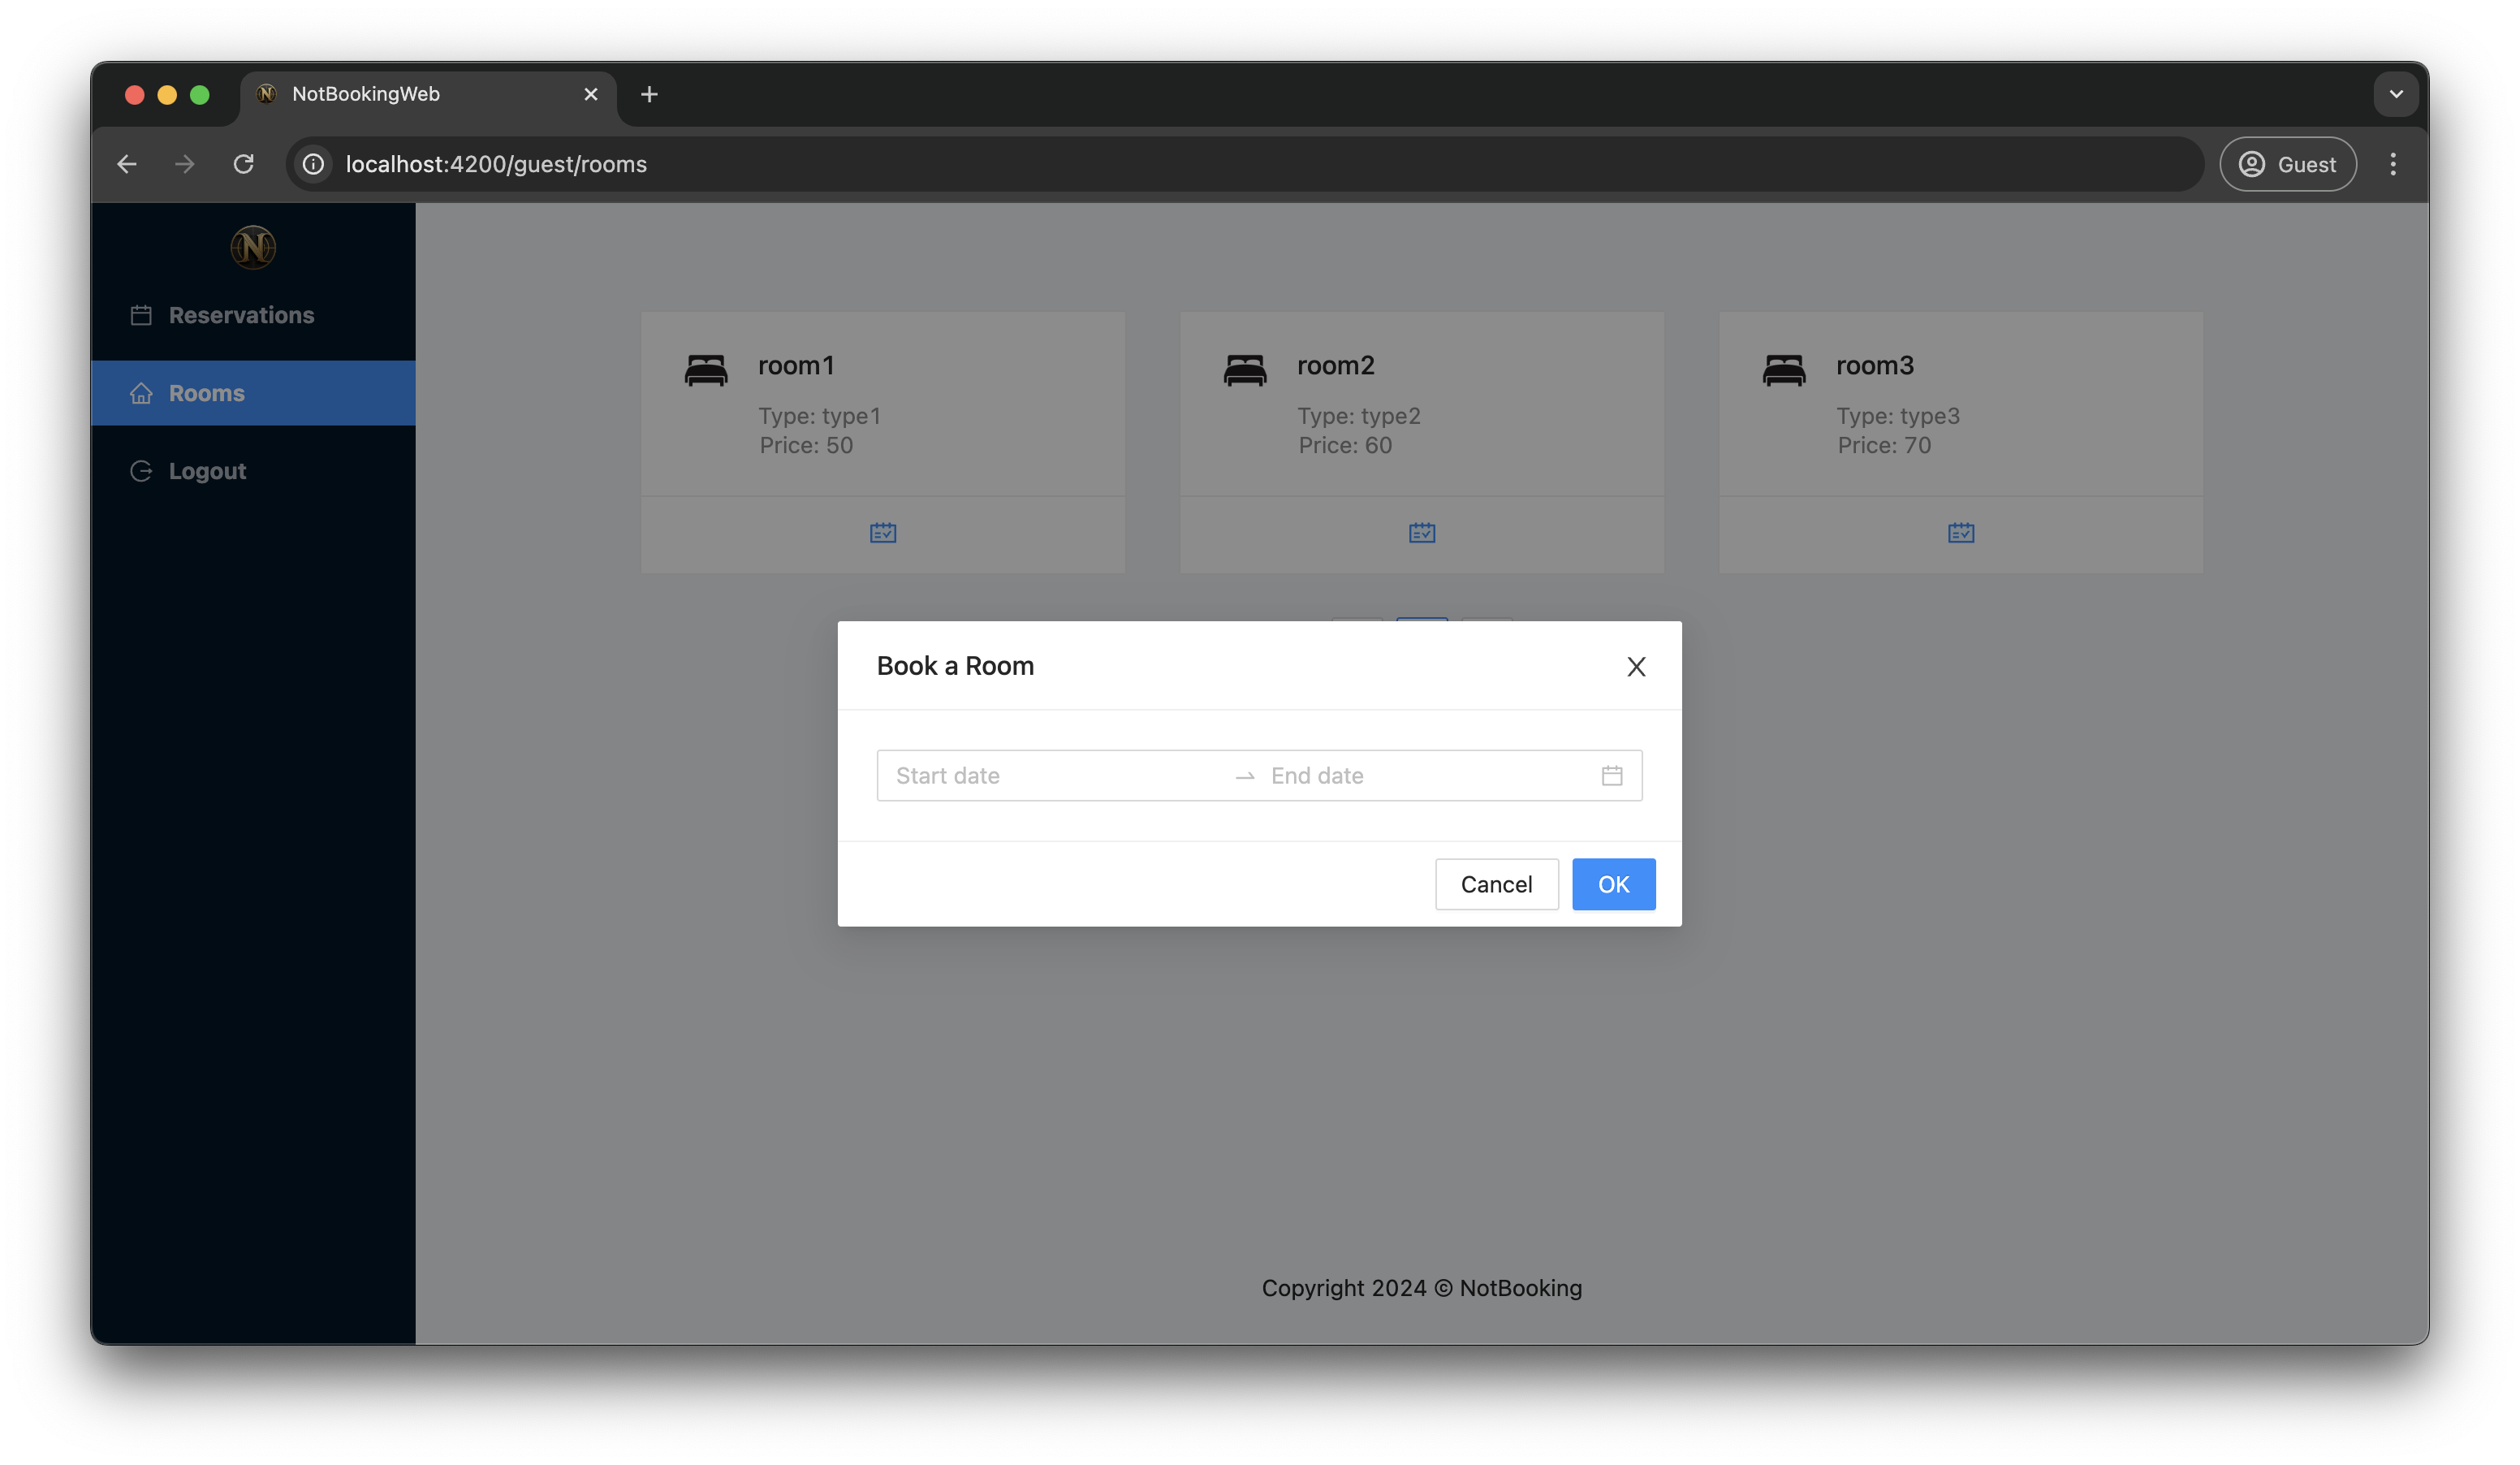 NotBookingWeb
localhost:4200/guest/rooms
Guest
N
Reservations
Rooms
Logout
room1
Type: type1
Price: 50
room2
Type: type2
Price: 60
room3
Type: type3
Price: 70
Book a Room
Start date
End date
Cancel
OK
Copyright 2024 © NotBooking